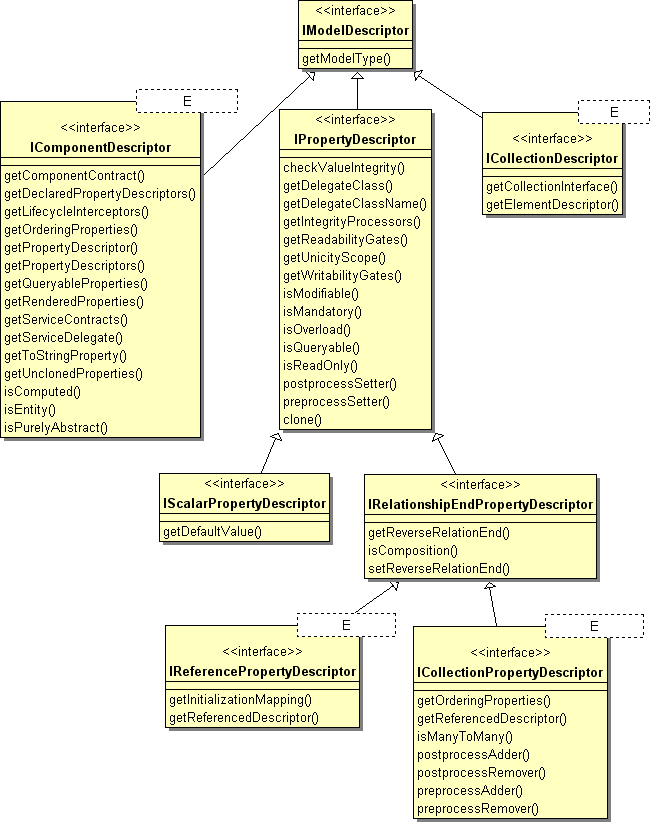 <<interface>>
IModelDescriptor
getModelType()
E
<<interface>>
IComponentDescriptor
getComponentContract()
getDeclaredPropertyDescriptors()
getLifecycleInterceptors()
getOrderingProperties()
getPropertyDescriptor()
getPropertyDescriptors()
getQueryableProperties()
getRenderedProperties()
getServiceContracts()
getServiceDelegate()
getToStringProperty()
getUnclonedProperties()
isComputed()
isEntity()
isPurelyAbstract()
<<interface>>
IPropertyDescriptor
checkValueIntegrity()
getDelegateClass()
getDelegateClassName()
getIntegrityProcessors()
getReadabilityGates()
getUnicityScope()
getWritabilityGates()
isModifiable()
isMandatory()
isOverload()
isQueryable()
isReadOnly()
postprocessSetter()
preprocessSetter()
clone()
E
<<interface>>
ICollectionDescriptor
getCollectionInterface()
getElementDescriptor()
<<interface>>
IScalarPropertyDescriptor
getDefaultValue()
<<interface>>
IRelationshipEndPropertyDescriptor
getReverseRelationEnd()
isComposition()
setReverseRelationEnd()
E
<<interface>>
IReferencePropertyDescriptor
getInitializationMapping()
getReferencedDescriptor()
E
<<interface>>
ICollectionPropertyDescriptor
getOrderingProperties()
getReferencedDescriptor()
isManyToMany()
postprocessAdder()
postprocessRemover()
preprocessAdder()
preprocessRemover()